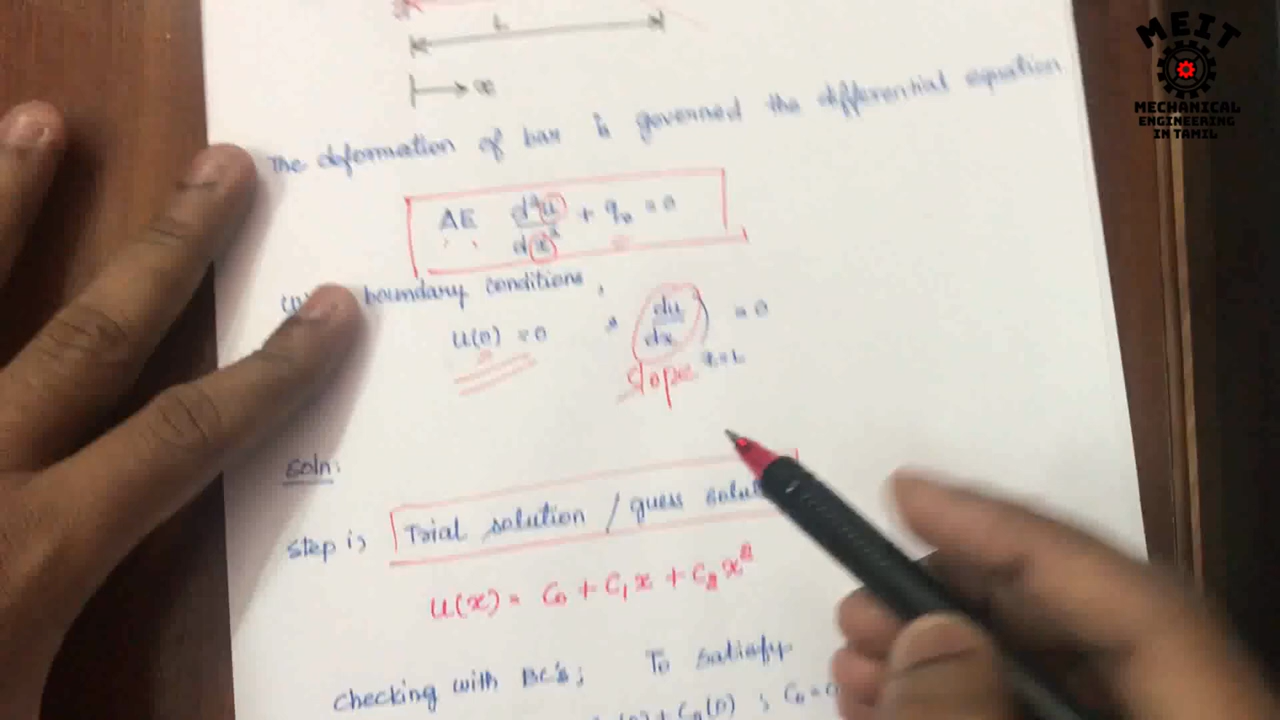 L
x
MEIT
MECHANICAL
ENGINEERING
IN TAMIL
The deformation of bar is governed the differential equation
AE d²u/dx² + q₀ = 0
boundary conditions,
u(0) = 0 , du/dx) = 0
x=L
slope
soln:
step i, Trial solution / guess
u(x) = C₀ + C₁x + C₂x²
checking with BC's; To satisfy
C₂(0) ;